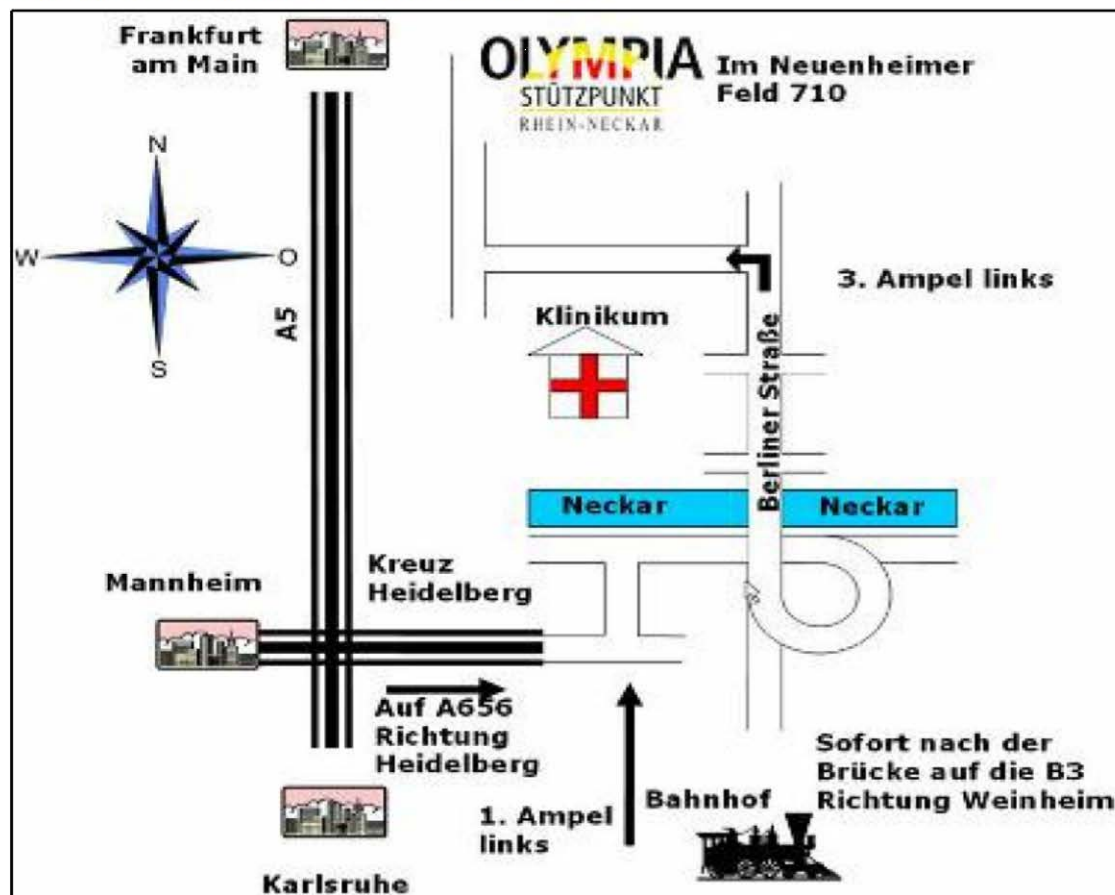 Frankfurt
am Main
OLYMPIA
STÜTZPUNKT
RHEIN-NECKAR
Im Neuenheimer
Feld 710
N
W
O
S
A5
Klinikum
3. Ampel links
Berliner Straße
Neckar
Neckar
Mannheim
Kreuz
Heidelberg
Auf A656
Richtung
Heidelberg
1. Ampel
links
Bahnhof
Sofort nach der
Brücke auf die B3
Richtung Weinheim
Karlsruhe